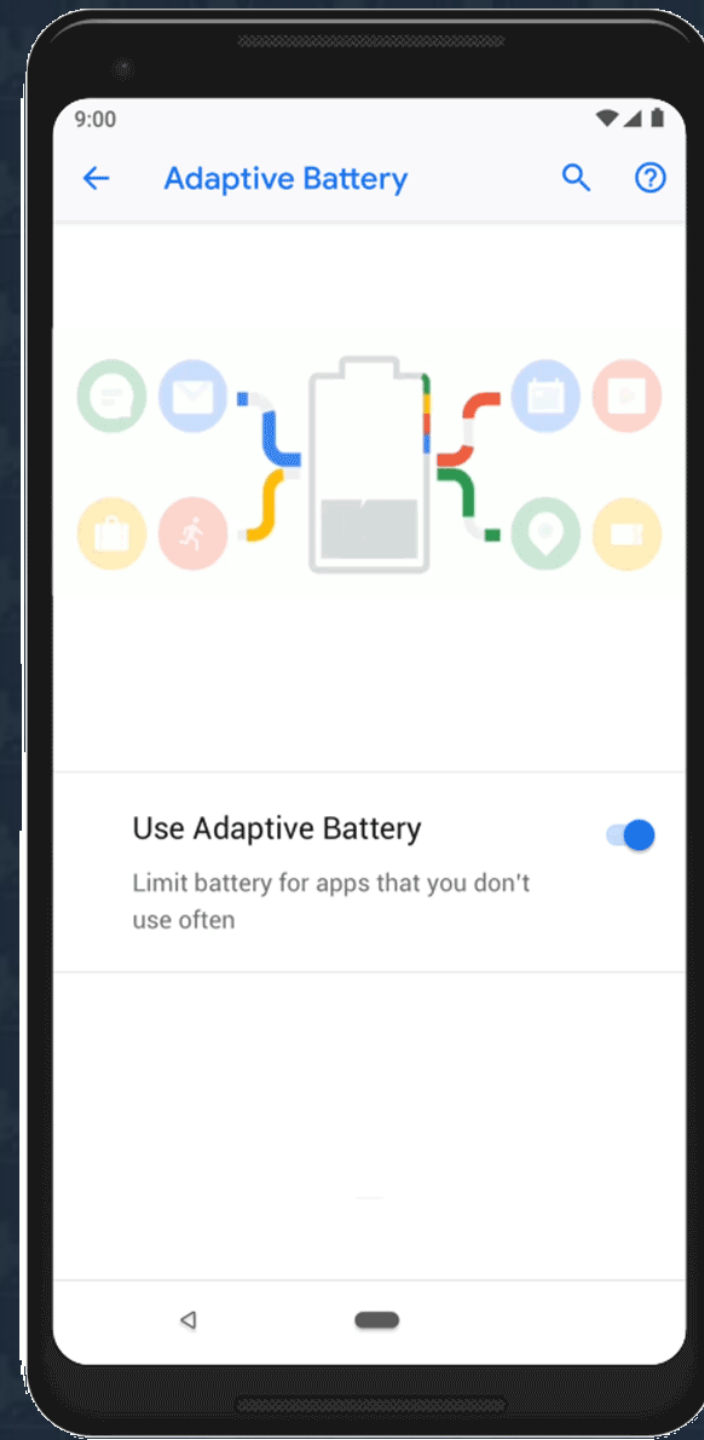 9:00
Adaptive Battery
Use Adaptive Battery
Limit battery for apps that you don't
use often